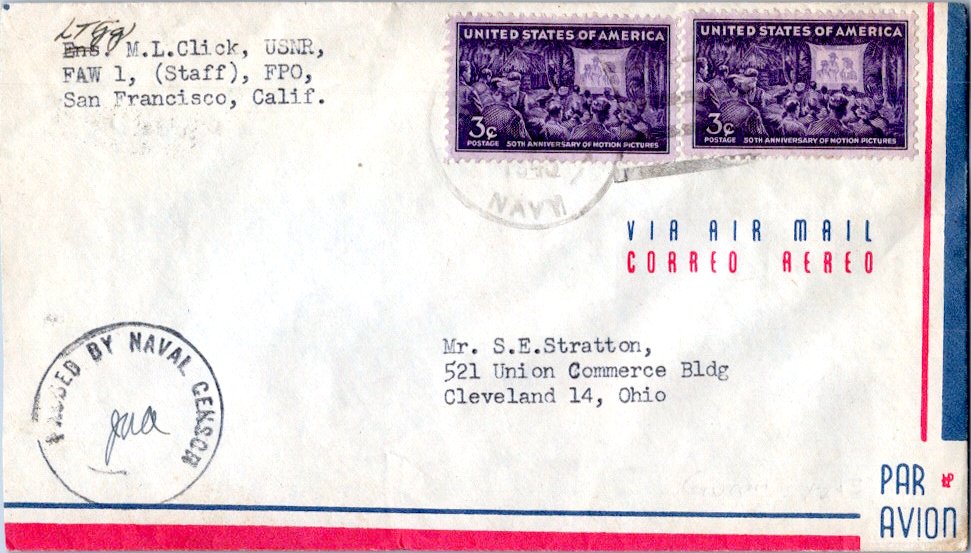 LTjg
Ens. M.L.Click, USNR,
FAW 1, (Staff), FPO,
San Francisco, Calif.
UNITED STATES OF AMERICA
3¢
POSTAGE 50TH ANNIVERSARY OF MOTION PICTURES
UNITED STATES OF AMERICA
3¢
POSTAGE 50TH ANNIVERSARY OF MOTION PICTURES
NAVY
VIA AIR MAIL
CORREO AEREO
Mr. S.E.Stratton,
521 Union Commerce Bldg
Cleveland 14, Ohio
PASSED BY NAVAL CENSOR
PAR
AVION